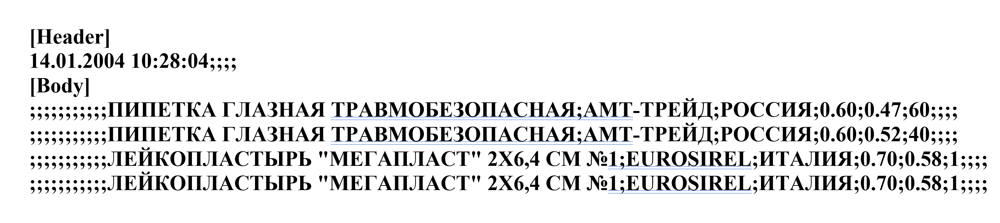 [Header]
14.01.2004 10:28:04;;;;
[Body]
;;;;;;;;;;;ПИПЕТКА ГЛАЗНАЯ ТРАВМОБЕЗОПАСНАЯ;АМТ-ТРЕЙД;РОССИЯ;0.60;0.47;60;;;;
;;;;;;;;;;;ПИПЕТКА ГЛАЗНАЯ ТРАВМОБЕЗОПАСНАЯ;АМТ-ТРЕЙД;РОССИЯ;0.60;0.52;40;;;;
;;;;;;;;;;;ЛЕЙКОПЛАСТЫРЬ "МЕГАПЛАСТ" 2X6,4 СМ №1;EUROSIREL;ИТАЛИЯ;0.70;0.58;1;;;;
;;;;;;;;;;;ЛЕЙКОПЛАСТЫРЬ "МЕГАПЛАСТ" 2X6,4 СМ №1;EUROSIREL;ИТАЛИЯ;0.70;0.58;1;;;;